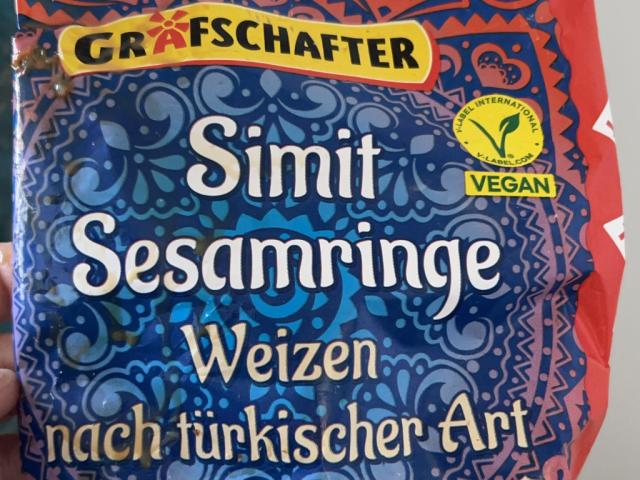 GRAFSCHAFTER
V-LABEL INTERNATIONAL
V-LABEL.COM
VEGAN
Simit
Sesamringe
Weizen
nach türkischer Art